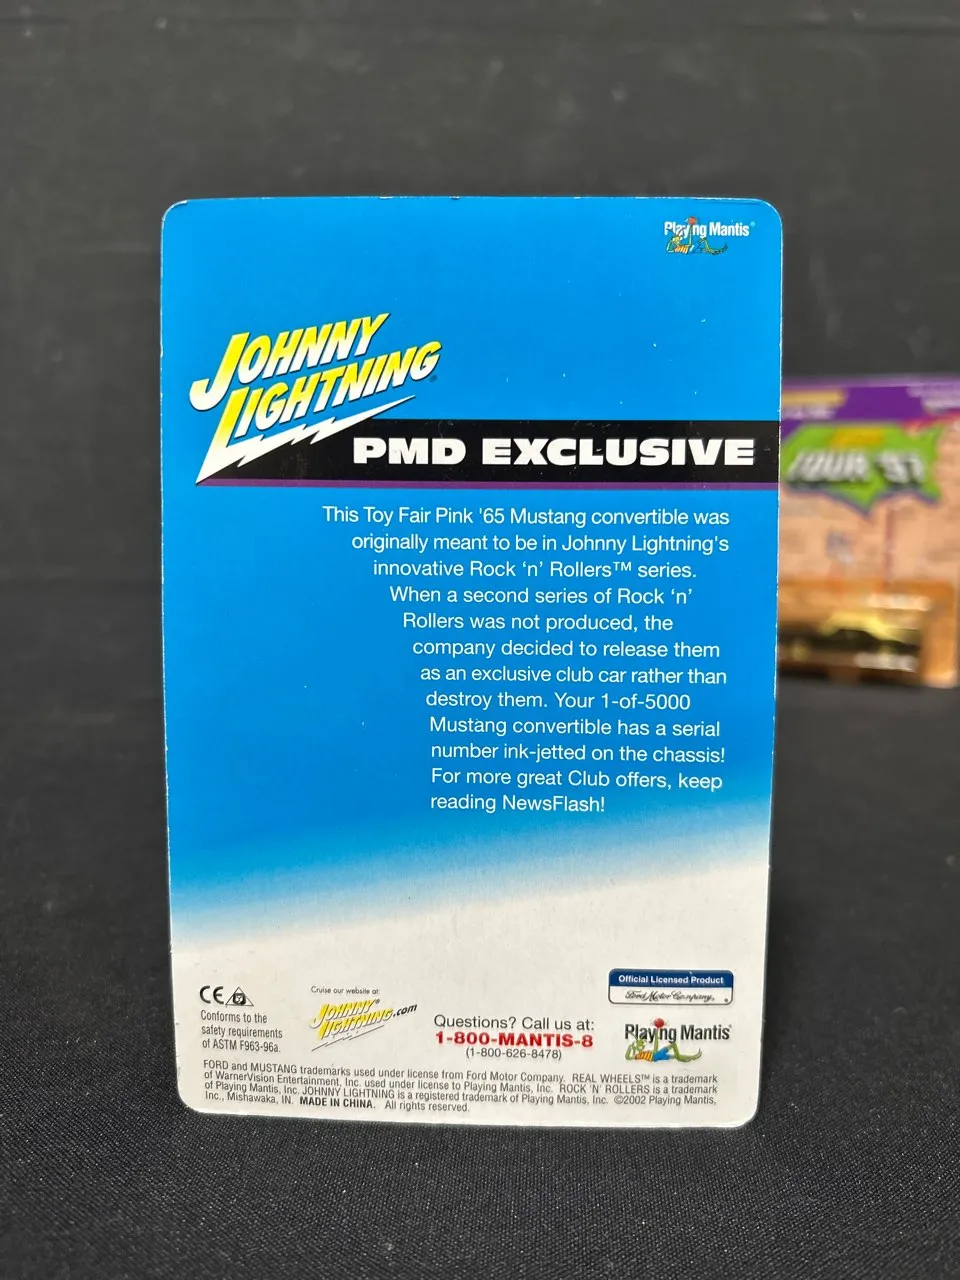 Playing Mantis®
JOHNNY
LIGHTNING®
PMD EXCLUSIVE
This Toy Fair Pink '65 Mustang convertible was
originally meant to be in Johnny Lightning's
innovative Rock ‘n’ Rollers™ series.
When a second series of Rock ‘n’
Rollers was not produced, the
company decided to release them
as an exclusive club car rather than
destroy them. Your 1-of-5000
Mustang convertible has a serial
number ink-jetted on the chassis!
For more great Club offers, keep
reading NewsFlash!
TOUR '97
CE
Conforms to the
safety requirements
of ASTM F963-96a.
Cruise our website at:
JOHNNY®
LIGHTNING.com
Questions? Call us at:
1-800-MANTIS-8
(1-800-626-8478)
Official Licensed Product
Ford Motor Company®
Playing Mantis®
FORD and MUSTANG trademarks used under license from Ford Motor Company. REAL WHEELS™ is a trademark
of WarnerVision Entertainment, Inc. used under license to Playing Mantis, Inc. ROCK 'N' ROLLERS is a trademark
of Playing Mantis, Inc. JOHNNY LIGHTNING is a registered trademark of Playing Mantis, Inc. ©2002 Playing Mantis,
Inc., Mishawaka, IN. MADE IN CHINA. All rights reserved.